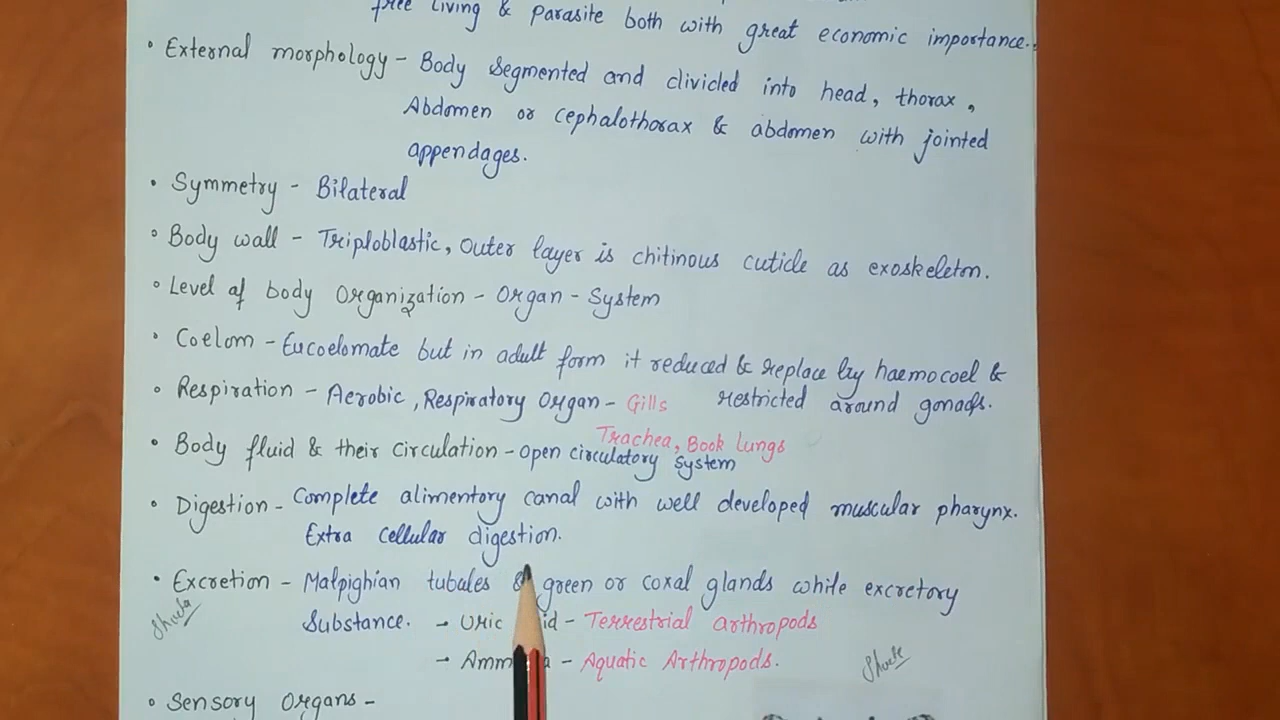 free living & parasite both with great economic importance.
• External morphology - Body segmented and clivicled into head, thorax,
Abdomen or cephalothorax & abdomen with jointed
appendages.
• Symmetry - Bilateral
• Body wall - Triploblastic, outer layer is chitinous cuticle as exoskeleton.
• Level of body organization - Organ-System
• Coelom - Eucoelomate but in adult form it reduced & replace by haemocoel &
restricted around gonads.
• Respiration - Aerobic, Respiratory organ - Gills
Trachea, Book lungs
• Body fluid & their circulation - open circulatory system
• Digestion - Complete alimentory canal with well developed muscular pharynx.
Extra cellular digestion.
• Excretion - Malpighian tubules & green or coxal glands while excretory
Substance. → Uric - Terrestrial arthropods
→ - Aquatic Arthropods.
• Sensory Organs -